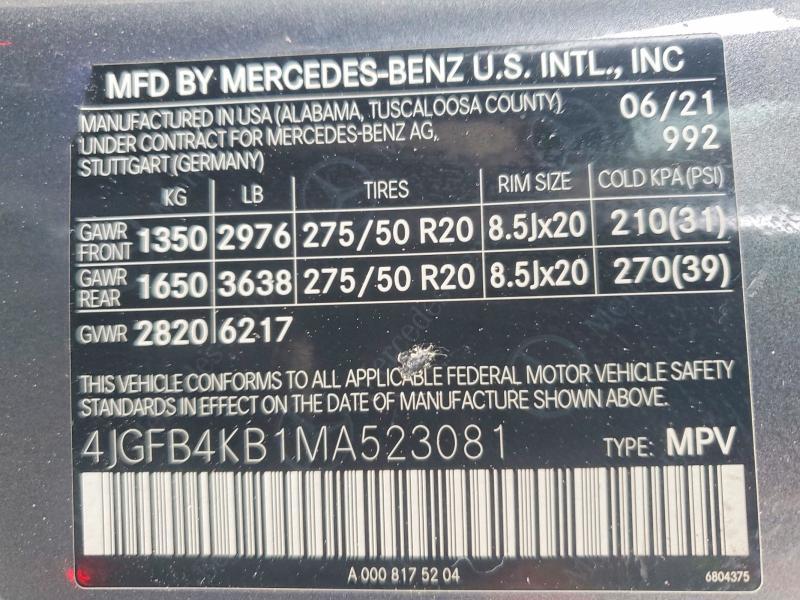 MFD BY MERCEDES-BENZ U.S. INTL., INC
MANUFACTURED IN USA (ALABAMA, TUSCALOOSA COUNTY) 06/21
UNDER CONTRACT FOR MERCEDES-BENZ AG, 992
STUTTGART (GERMANY)
KG LB TIRES RIM SIZE COLD KPA (PSI)
GAWR FRONT 1350 2976 275/50 R20 8.5Jx20 210(31)
GAWR REAR 1650 3638 275/50 R20 8.5Jx20 270(39)
GVWR 2820 6217
THIS VEHICLE CONFORMS TO ALL APPLICABLE FEDERAL MOTOR VEHICLE SAFETY
STANDARDS IN EFFECT ON THE DATE OF MANUFACTURE SHOWN ABOVE.
4JGFB4KB1MA523081 TYPE: MPV
A 000 817 52 04 6804375